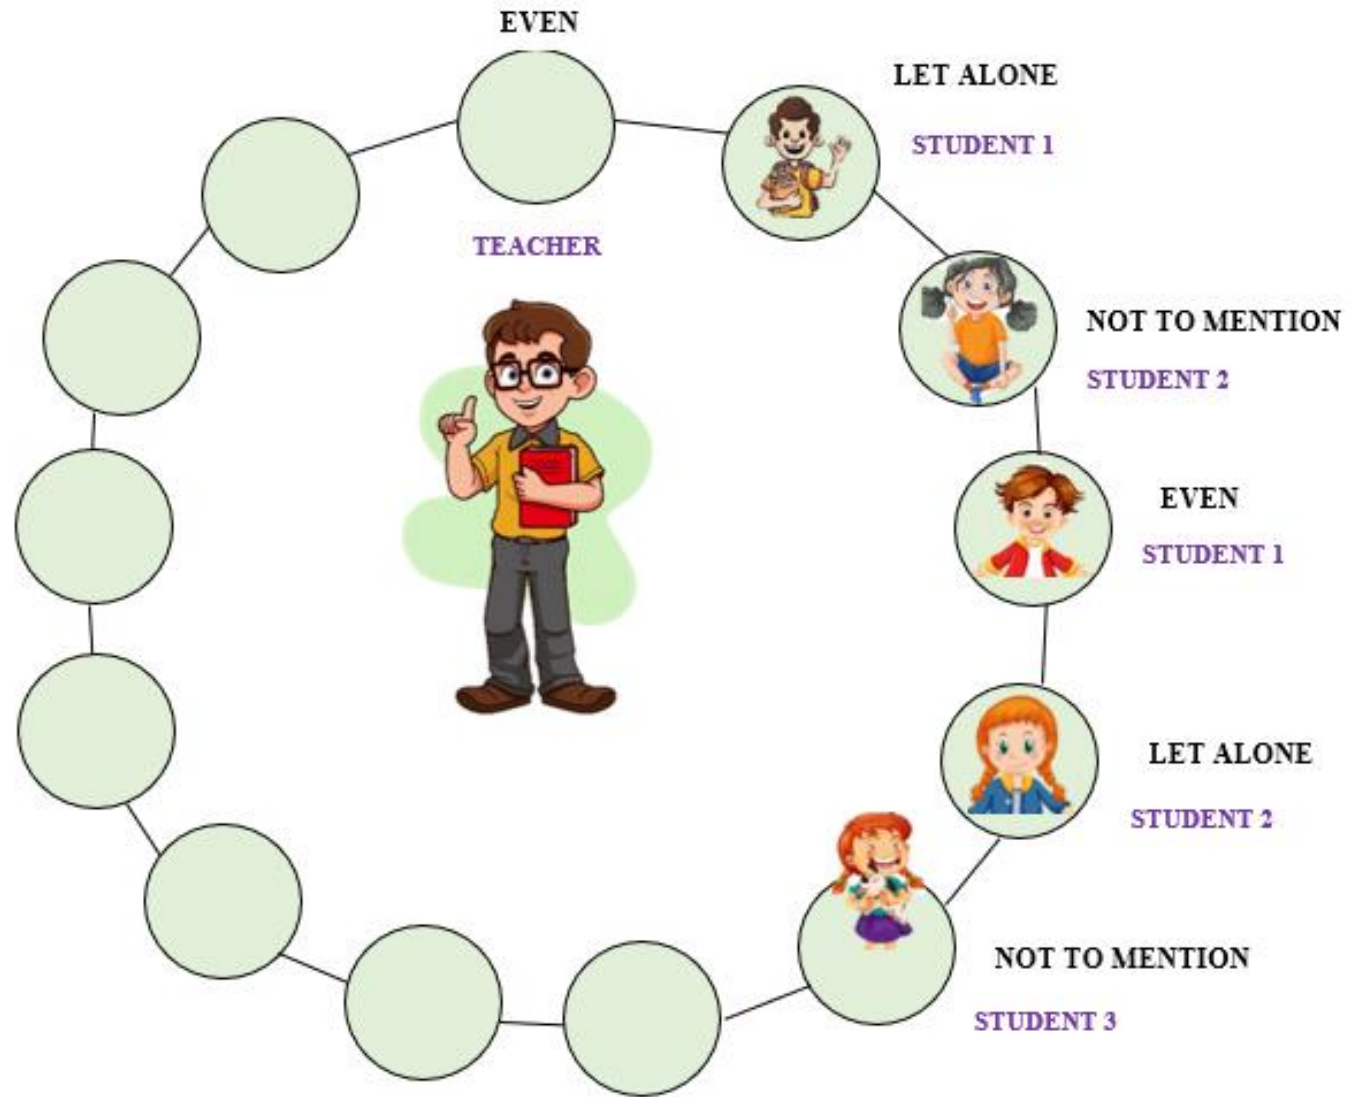 EVEN
TEACHER
LET ALONE
STUDENT 1
NOT TO MENTION
STUDENT 2
EVEN
STUDENT 1
LET ALONE
STUDENT 2
NOT TO MENTION
STUDENT 3